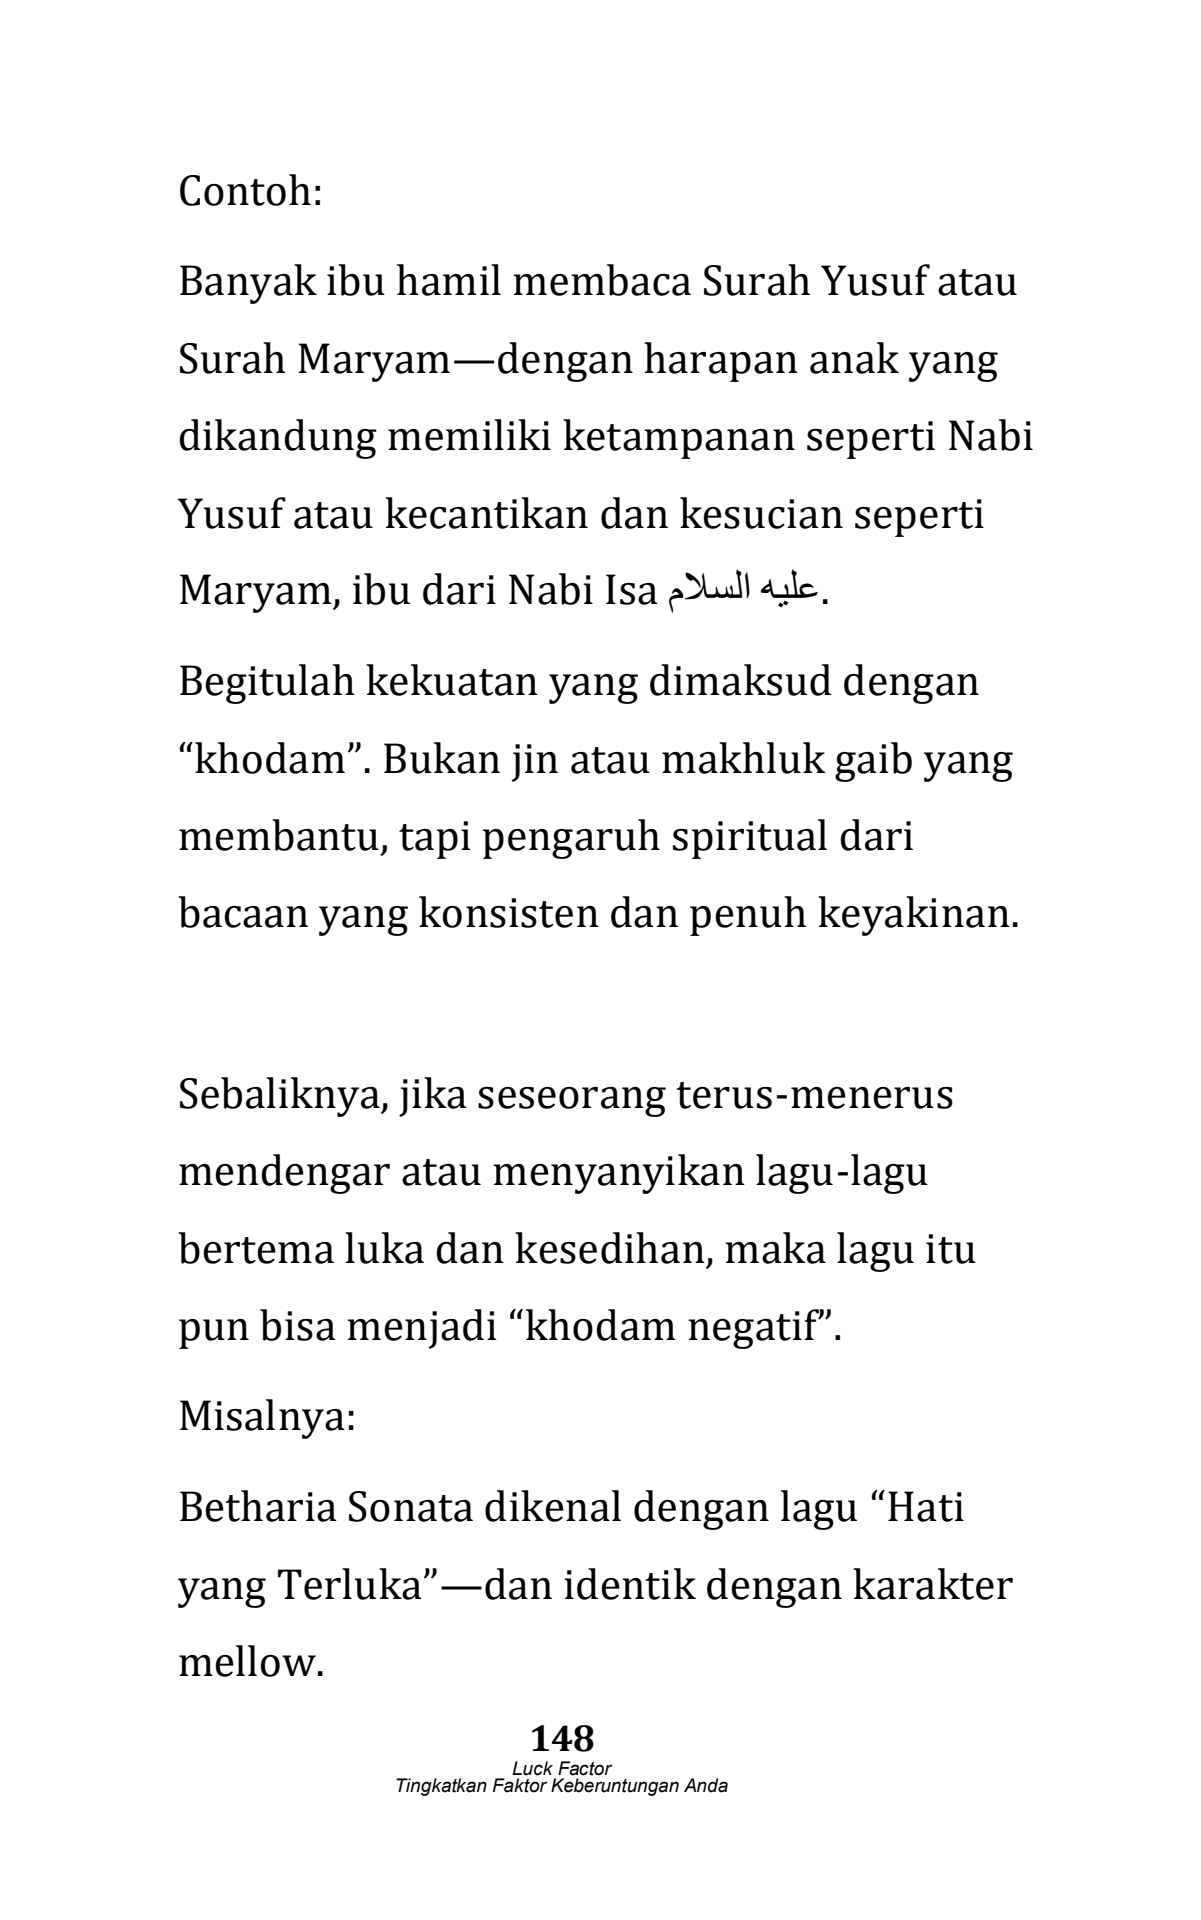 Contoh:
Banyak ibu hamil membaca Surah Yusuf atau
Surah Maryam—dengan harapan anak yang
dikandung memiliki ketampanan seperti Nabi
Yusuf atau kecantikan dan kesucian seperti
Maryam, ibu dari Nabi Isa عليه السلام.
Begitulah kekuatan yang dimaksud dengan
“khodam”. Bukan jin atau makhluk gaib yang
membantu, tapi pengaruh spiritual dari
bacaan yang konsisten dan penuh keyakinan.
Sebaliknya, jika seseorang terus-menerus
mendengar atau menyanyikan lagu-lagu
bertema luka dan kesedihan, maka lagu itu
pun bisa menjadi “khodam negatif”.
Misalnya:
Betharia Sonata dikenal dengan lagu “Hati
yang Terluka”—dan identik dengan karakter
mellow.
148
Luck Factor
Tingkatkan Faktor Keberuntungan Anda